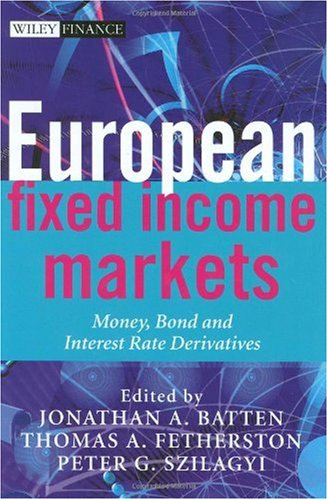 WILEY FINANCE
European
fixed income
markets
Money, Bond and
Interest Rate Derivatives
Edited by
JONATHAN A. BATTEN
THOMAS A. FETHERSTON
PETER G. SZILAGYI